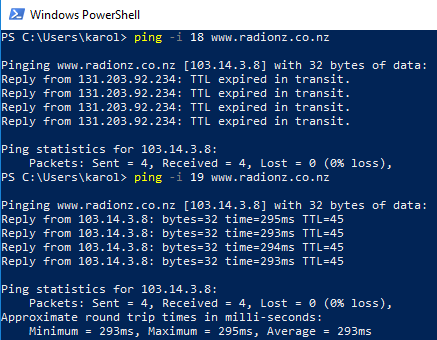 Windows PowerShell
PS C:\Users\karol> ping -i 18 www.radionz.co.nz
Pinging www.radionz.co.nz [103.14.3.8] with 32 bytes of data:
Reply from 131.203.92.234: TTL expired in transit.
Reply from 131.203.92.234: TTL expired in transit.
Reply from 131.203.92.234: TTL expired in transit.
Reply from 131.203.92.234: TTL expired in transit.
Ping statistics for 103.14.3.8:
    Packets: Sent = 4, Received = 4, Lost = 0 (0% loss),
PS C:\Users\karol> ping -i 19 www.radionz.co.nz
Pinging www.radionz.co.nz [103.14.3.8] with 32 bytes of data:
Reply from 103.14.3.8: bytes=32 time=295ms TTL=45
Reply from 103.14.3.8: bytes=32 time=293ms TTL=45
Reply from 103.14.3.8: bytes=32 time=294ms TTL=45
Reply from 103.14.3.8: bytes=32 time=293ms TTL=45
Ping statistics for 103.14.3.8:
    Packets: Sent = 4, Received = 4, Lost = 0 (0% loss),
Approximate round trip times in milli-seconds:
    Minimum = 293ms, Maximum = 295ms, Average = 293ms